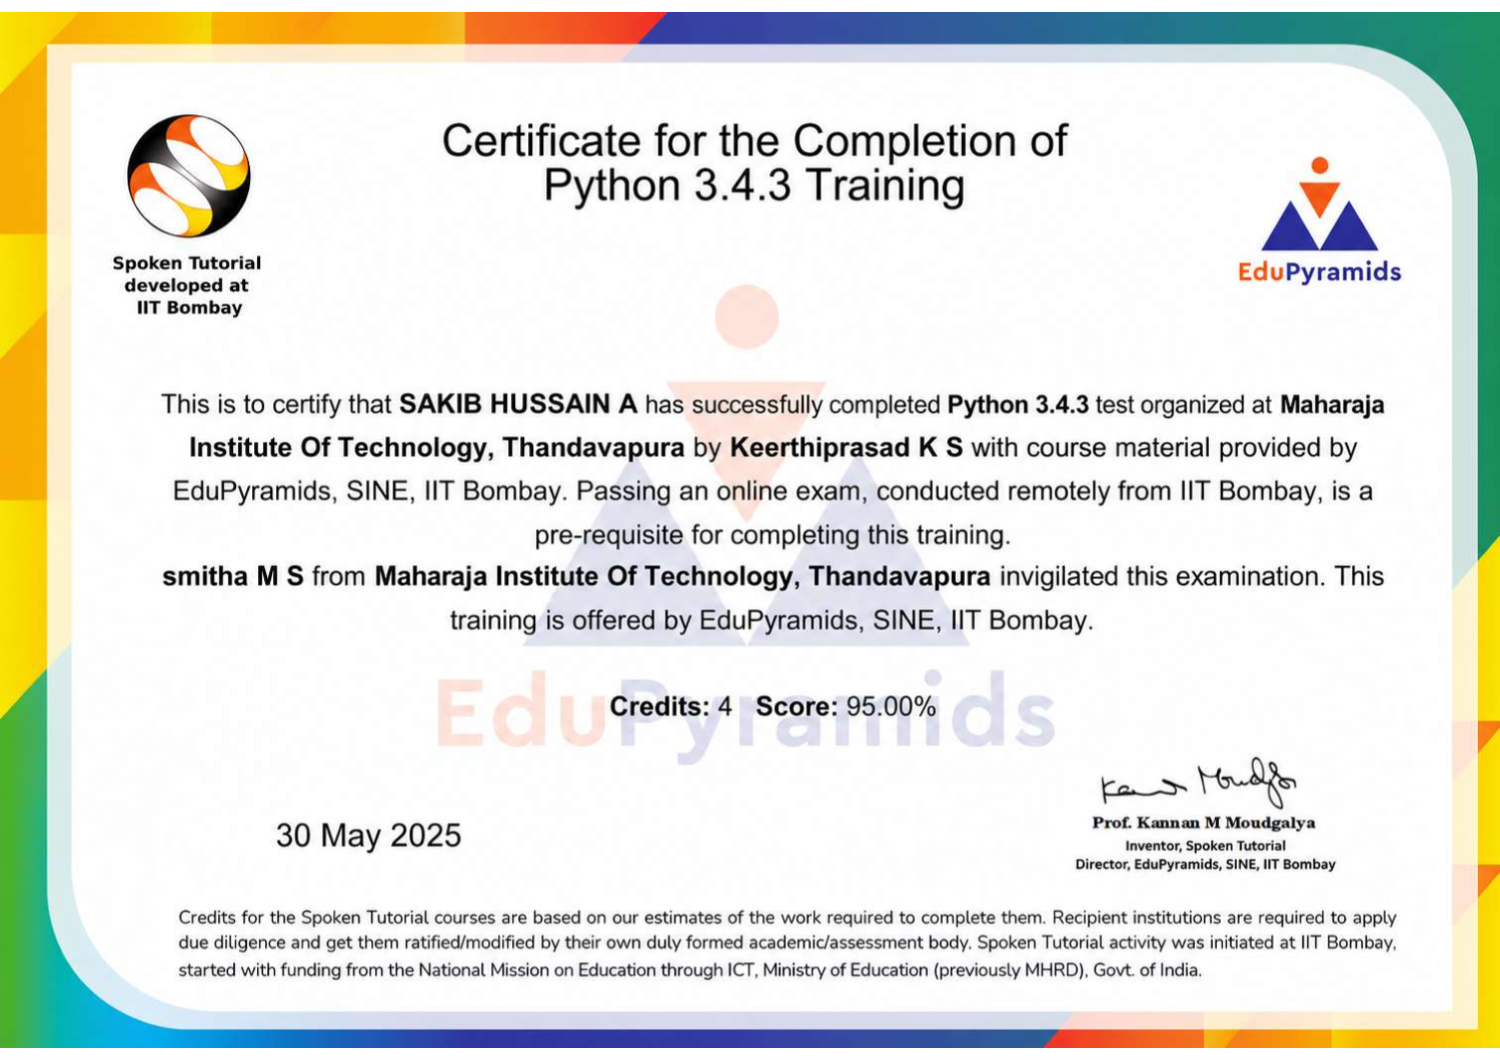 Certificate for the Completion of
Python 3.4.3 Training
Spoken Tutorial
developed at
IIT Bombay
EduPyramids
This is to certify that SAKIB HUSSAIN A has successfully completed Python 3.4.3 test organized at Maharaja
Institute Of Technology, Thandavapura by Keerthiprasad K S with course material provided by
EduPyramids, SINE, IIT Bombay. Passing an online exam, conducted remotely from IIT Bombay, is a
pre-requisite for completing this training.
smitha M S from Maharaja Institute Of Technology, Thandavapura invigilated this examination. This
training is offered by EduPyramids, SINE, IIT Bombay.
EduPyramids
Credits: 4 Score: 95.00%
30 May 2025
Prof. Kannan M Moudgalya
Inventor, Spoken Tutorial
Director, EduPyramids, SINE, IIT Bombay
Credits for the Spoken Tutorial courses are based on our estimates of the work required to complete them. Recipient institutions are required to apply
due diligence and get them ratified/modified by their own duly formed academic/assessment body. Spoken Tutorial activity was initiated at IIT Bombay,
started with funding from the National Mission on Education through ICT, Ministry of Education (previously MHRD), Govt. of India.